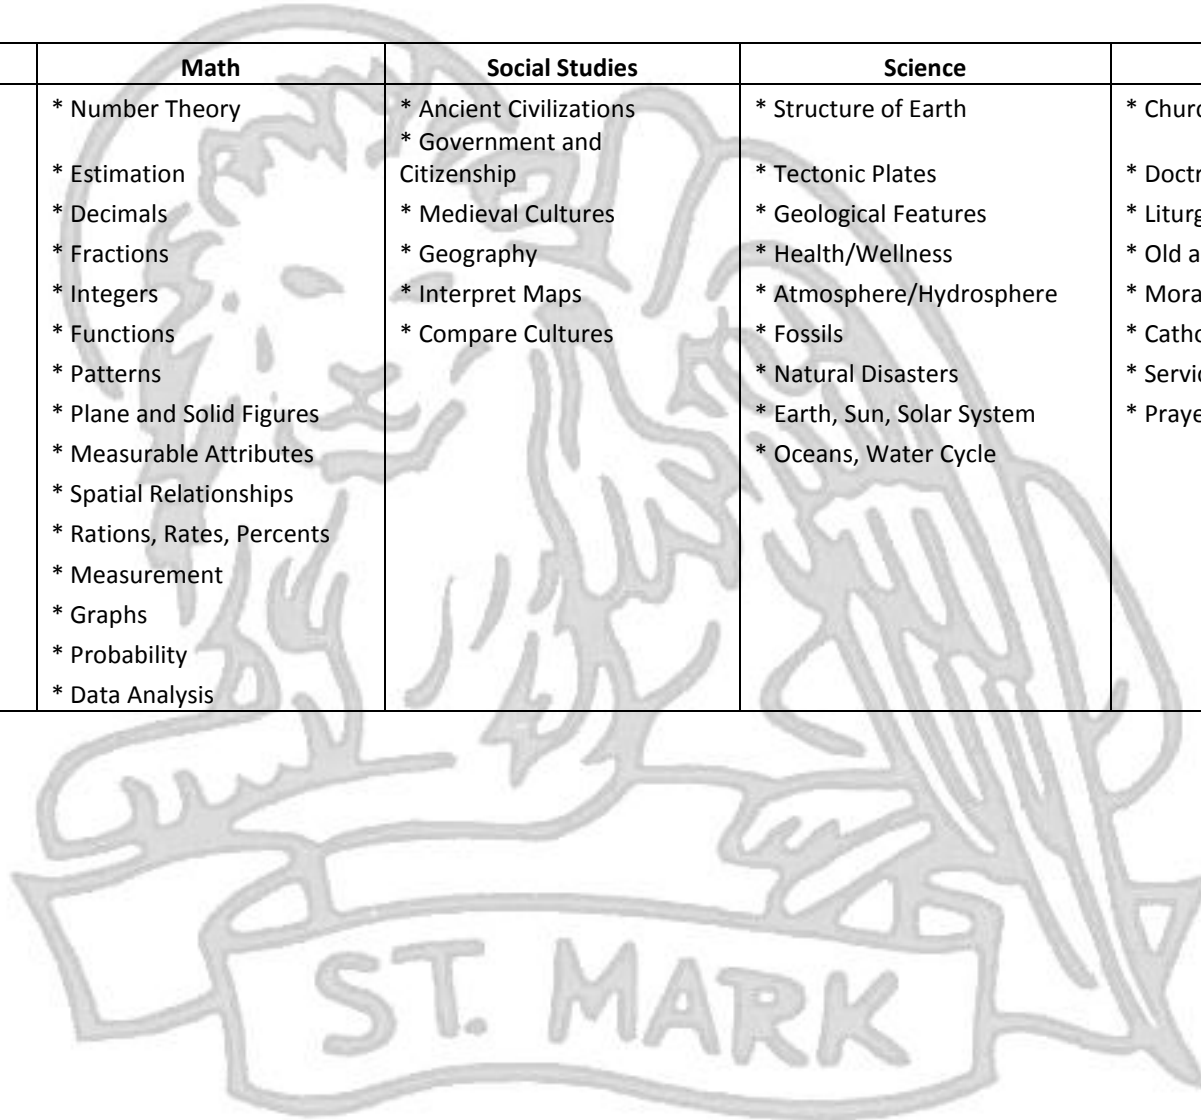 Math
Social Studies
Science
* Number Theory
* Ancient Civilizations
* Structure of Earth
* Government and
* Estimation
Citizenship
* Tectonic Plates
* Decimals
* Medieval Cultures
* Geological Features
* Fractions
* Geography
* Health/Wellness
* Old a
* Integers
* Interpret Maps
* Atmosphere/Hydrosphere
* Functions
* Compare Cultures
* Fossils
* Patterns
* Natural Disasters
* Plane and Solid Figures
* Earth, Sun, Solar System
* Measurable Attributes
* Oceans, Water Cycle
* Spatial Relationships
* Rations, Rates, Percents
* Measurement
* Graphs
* Probability
* Data Analysis
ST. MARK